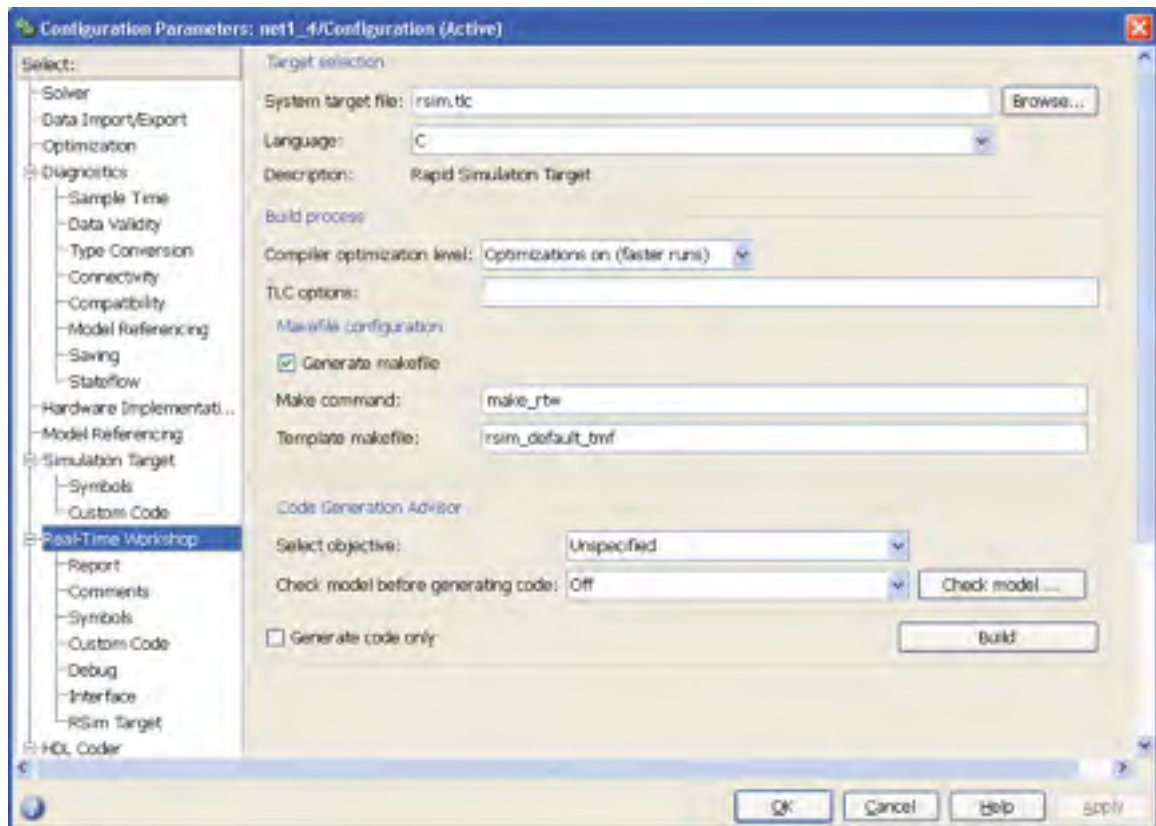 Configuration Parameters: net1_4/Configuration (Active)
Select:
Solver
Data Import/Export
Optimization
Diagnostics
Sample Time
Data Validity
Type Conversion
Connectivity
Compatibility
Model Referencing
Saving
Stateflow
Hardware Implementati...
Model Referencing
Simulation Target
Symbols
Custom Code
Real-Time Workshop
Report
Comments
Symbols
Custom Code
Debug
Interface
RSim Target
HDL Coder
Target selection
System target file: rsim.tlc Browse...
Language: C
Description: Rapid Simulation Target
Build process
Compiler optimization level: Optimizations on (faster runs)
TLC options:
Makefile configuration
Generate makefile
Make command: make_rtw
Template makefile: rsim_default_tmf
Code Generation Advisor
Select objective: Unspecified
Check model before generating code: Off Check model ...
Generate code only Build
OK Cancel Help Apply